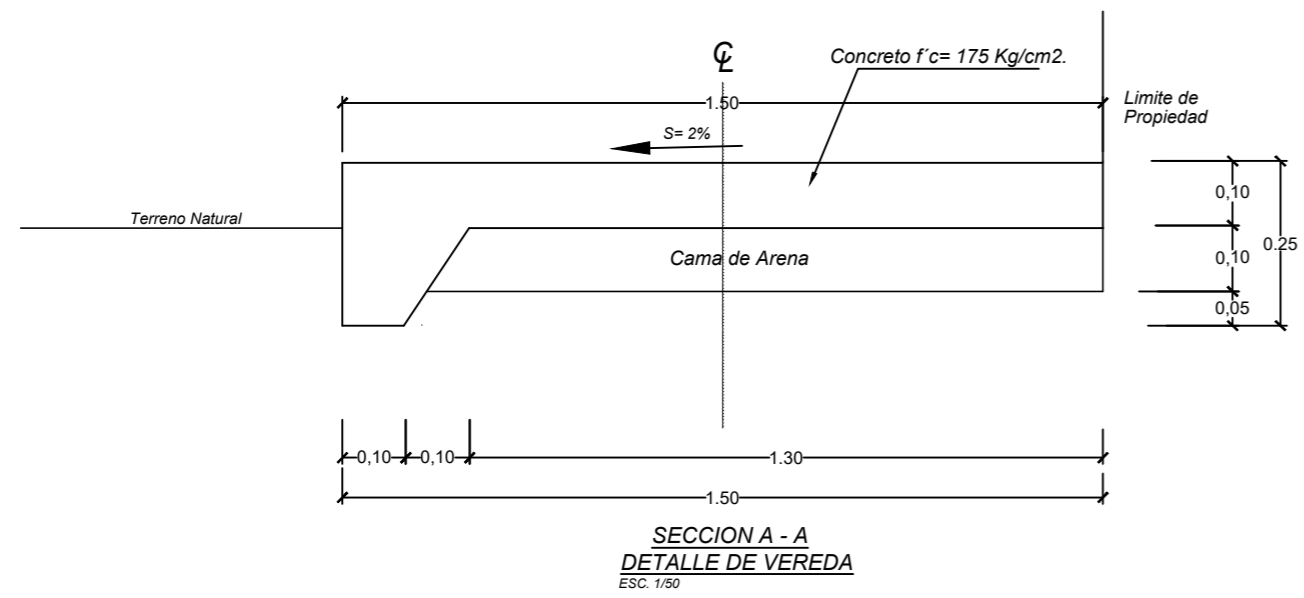 ℄
Concreto f´c= 175 Kg/cm2.
1.50
Limite de
Propiedad
S= 2%
0,10
Terreno Natural
0.25
Cama de Arena
0,10
0,05
0,10
0,10
1.30
1.50
SECCION A - A
DETALLE DE VEREDA
ESC. 1/50